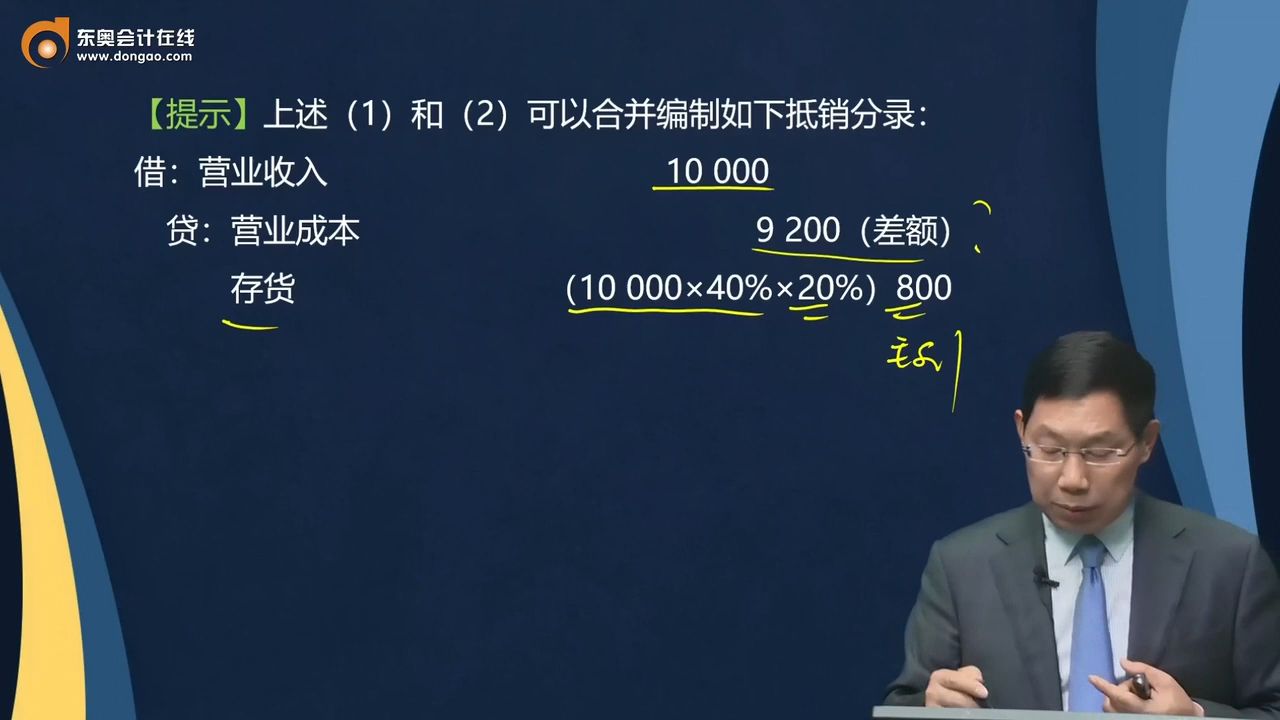 东奥会计在线
www.dongao.com
【提示】上述（1）和（2）可以合并编制如下抵销分录：
借：营业收入 10 000
贷：营业成本 9 200（差额）
存货 （10 000×40%×20%）800